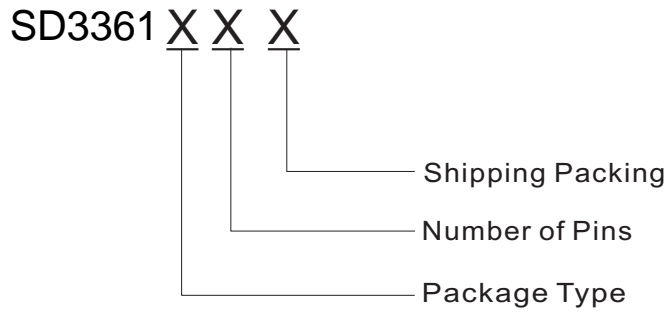 SD3361 X X X
Shipping Packing
Number of Pins
Package Type